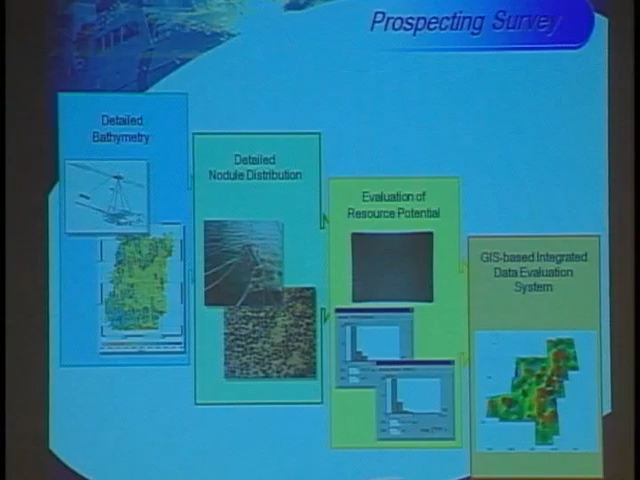 Prospecting Survey
Detailed
Bathymetry
Detailed
Nodule Distribution
Evaluation of
Resource Potential
GIS-based Integrated
Data Evaluation
System